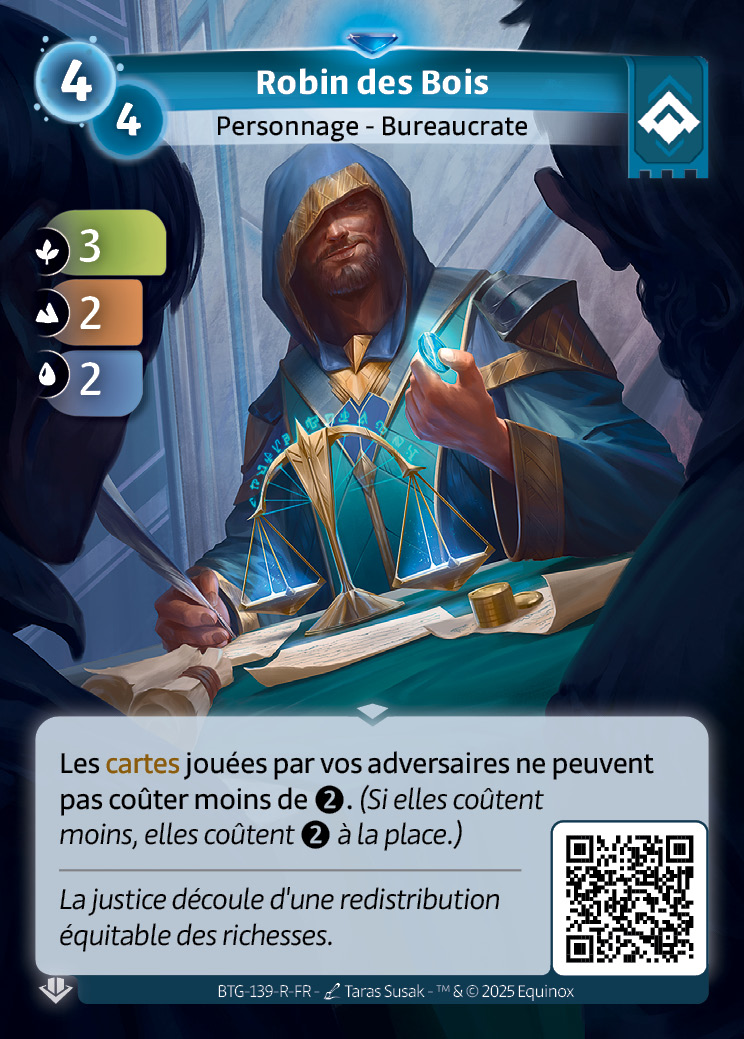 4
4
Robin des Bois
Personnage - Bureaucrate
3
2
2
Les cartes jouées par vos adversaires ne peuvent
pas coûter moins de 2. (Si elles coûtent
moins, elles coûtent 2 à la place.)
La justice découle d'une redistribution
équitable des richesses.
BTG-139-R-FR - Taras Susak - ™ & © 2025 Equinox